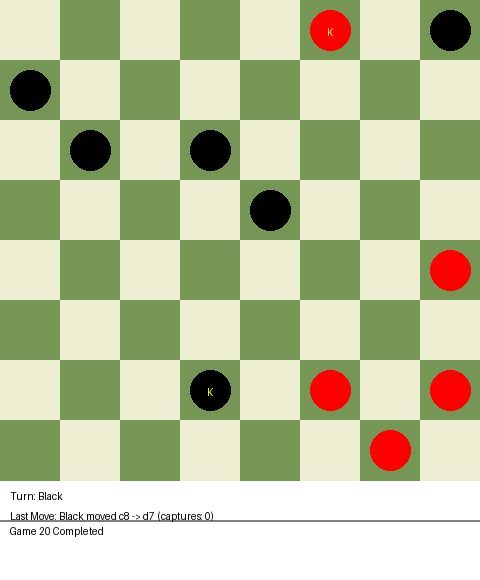 K
K
Turn: Black
Last Move: Black moved c8 -> d7 (captures: 0)
Game 20 Completed